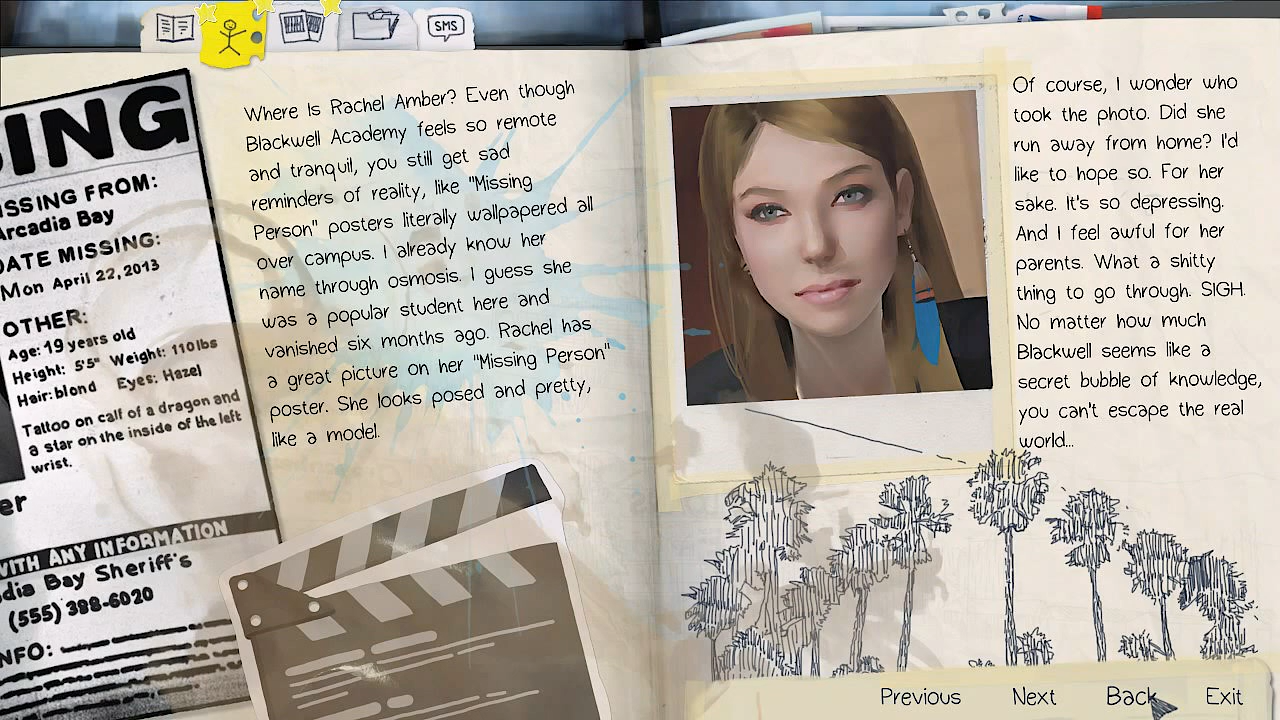 SMS
SING
ISSING FROM:
Arcadia Bay
DATE MISSING:
Mon April 22, 2013
OTHER:
Age: 19 years old
Height: 5'5" Weight: 110 lbs
Hair: blond Eyes: Hazel
Tattoo on calf of a dragon and
a star on the inside of the left
wrist.
er
WITH ANY INFORMATION
dia Bay Sheriff's
(555) 388-6020
NFO:
Where Is Rachel Amber? Even though
Blackwell Academy feels so remote
and tranquil, you still get sad
reminders of reality, like "Missing
Person" posters literally wallpapered all
over campus. I already know her
name through osmosis. I guess she
was a popular student here and
vanished six months ago. Rachel has
a great picture on her "Missing Person"
poster. She looks posed and pretty,
like a model.
Of course, I wonder who
took the photo. Did she
run away from home? I'd
like to hope so. For her
sake. It's so depressing.
And I feel awful for her
parents. What a shitty
thing to go through. SIGH.
No matter how much
Blackwell seems like a
secret bubble of knowledge,
you can't escape the real
world...
Previous Next Back Exit